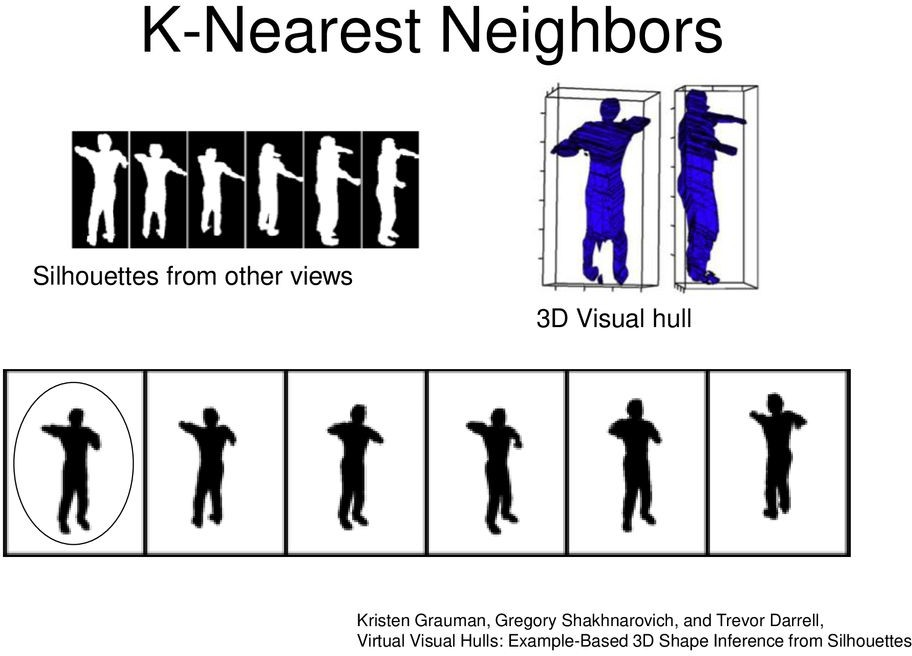 K-Nearest Neighbors
Silhouettes from other views
3D Visual hull
Kristen Grauman, Gregory Shakhnarovich, and Trevor Darrell,
Virtual Visual Hulls: Example-Based 3D Shape Inference from Silhouettes